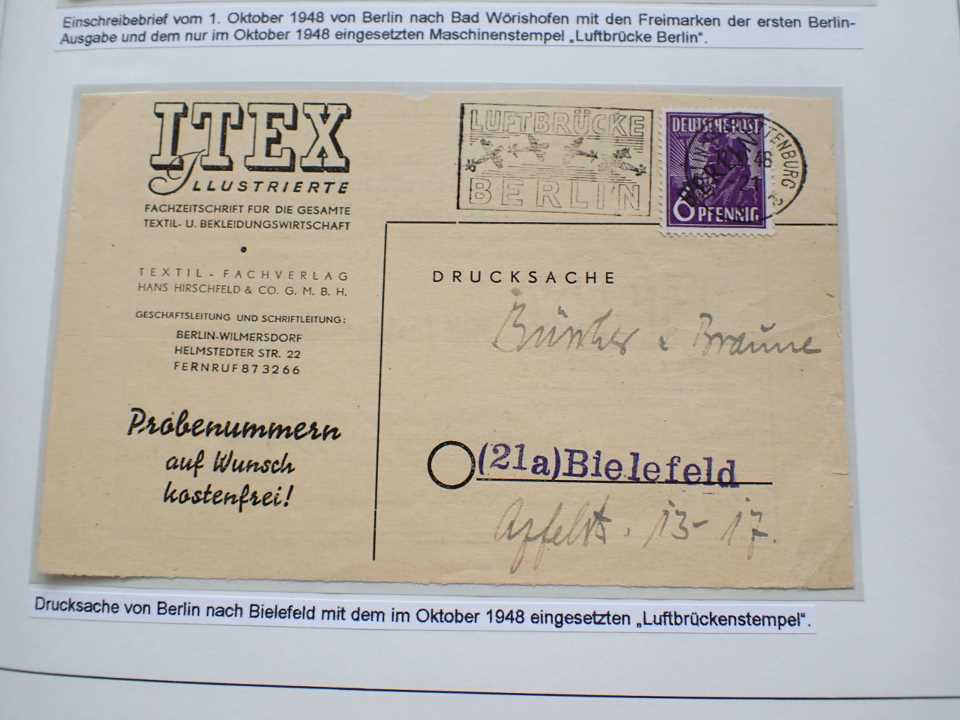 Einschreibebrief vom 1. Oktober 1948 von Berlin nach Bad Wörishofen mit den Freimarken der ersten Berlin-
Ausgabe und dem nur im Oktober 1948 eingesetzten Maschinenstempel „Luftbrücke Berlin“.
ITEX
ILLUSTRIERTE
FACHZEITSCHRIFT FÜR DIE GESAMTE
TEXTIL- U. BEKLEIDUNGSWIRTSCHAFT
TEXTIL-FACHVERLAG
HANS HIRSCHFELD & CO. G. M. B. H.
GESCHÄFTSLEITUNG UND SCHRIFTLEITUNG:
BERLIN-WILMERSDORF
HELMSTEDTER STR. 22
FERNRUF 873266
Probenummern
auf Wunsch
kostenfrei!
LUFTBRÜCKE
BERLIN
DEUTSCHE POST
6 PFENNIG
BERLIN
DRUCKSACHE
& Braune
(21a) Bielefeld
Apfelst. 13-17.
Drucksache von Berlin nach Bielefeld mit dem im Oktober 1948 eingesetzten „Luftbrückenstempel“.